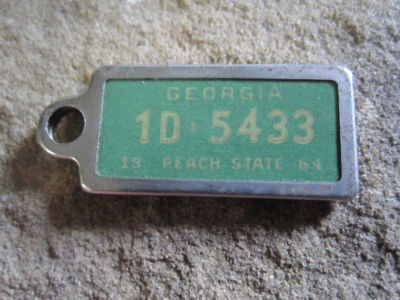 GEORGIA
1D·5433
19 PEACH STATE 64